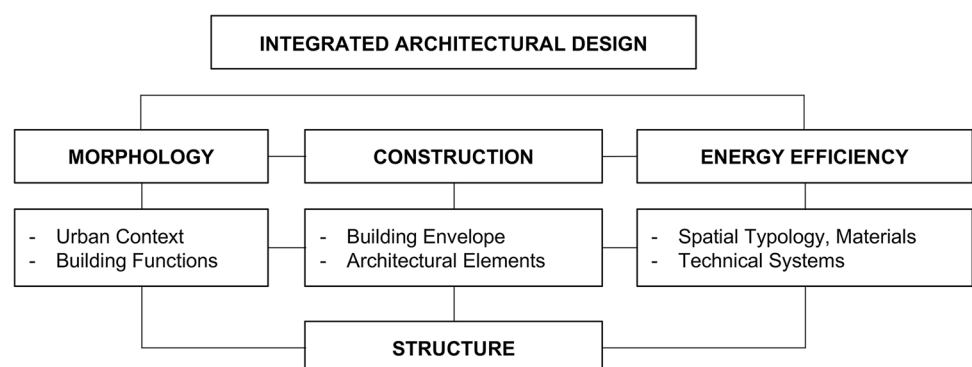 INTEGRATED ARCHITECTURAL DESIGN
MORPHOLOGY
CONSTRUCTION
ENERGY EFFICIENCY
- Urban Context
- Building Functions
- Building Envelope
- Architectural Elements
- Spatial Typology, Materials
- Technical Systems
STRUCTURE